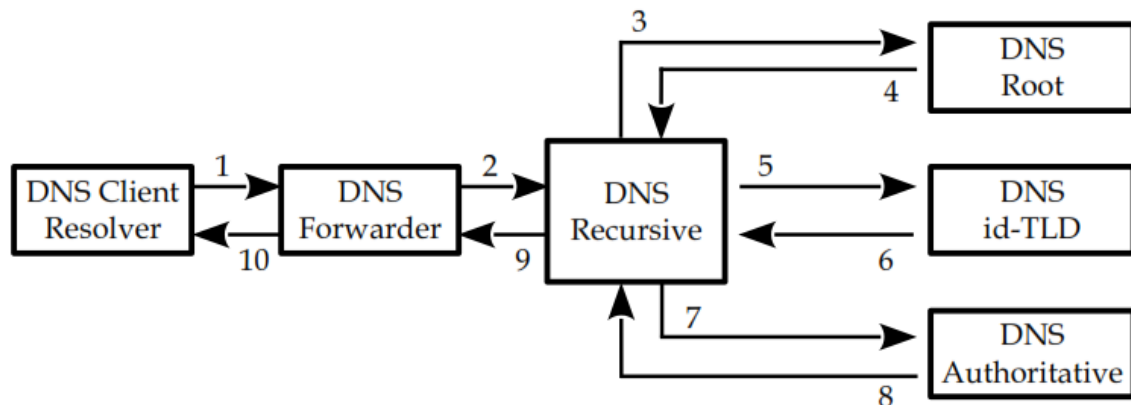 3
DNS
Root
4
DNS Client
Resolver
1
10
DNS
Forwarder
2
9
DNS
Recursive
5
6
DNS
id-TLD
7
8
DNS
Authoritative